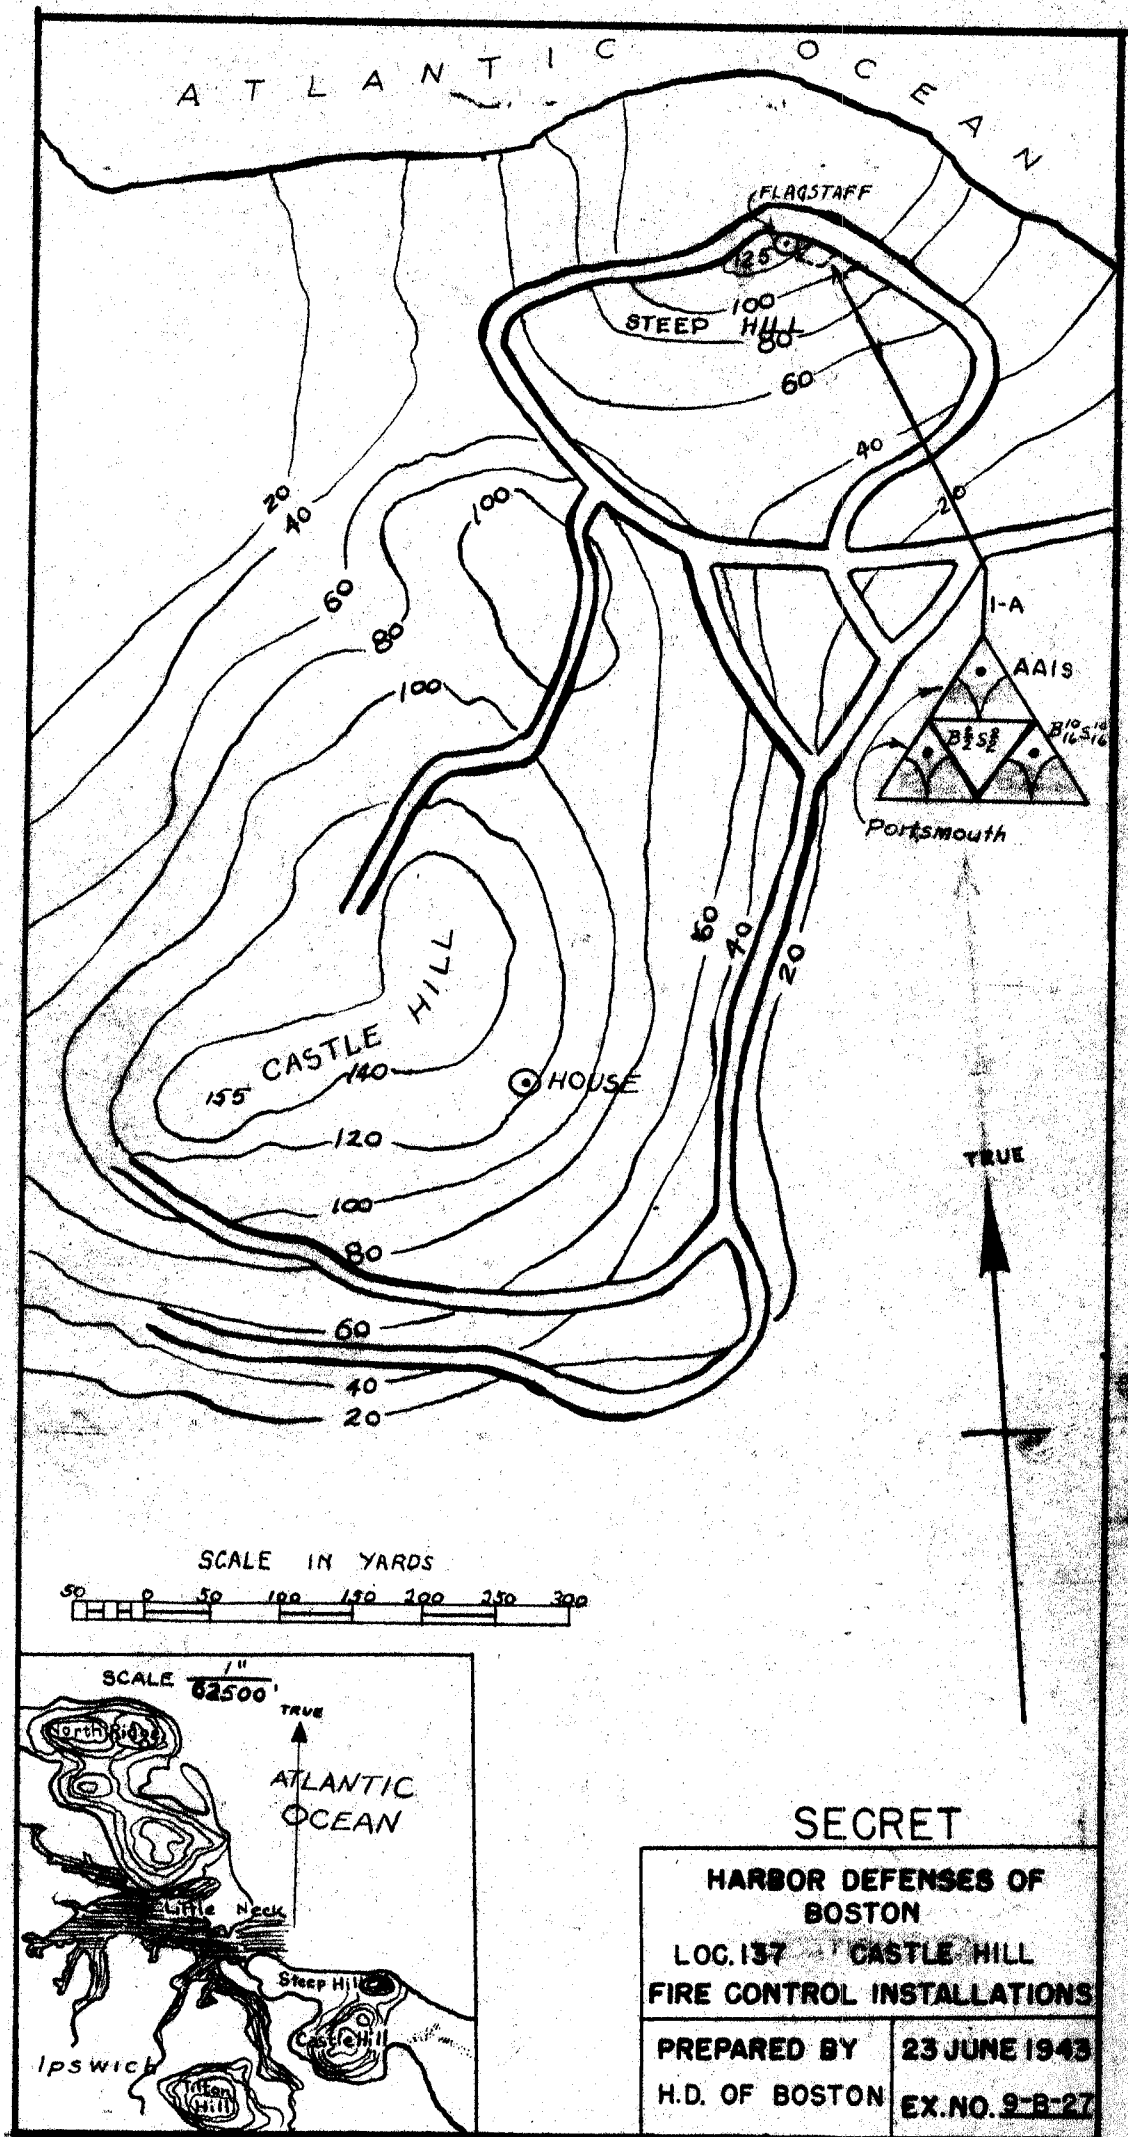 ATLANTIC OCEAN
FLAGSTAFF
125
100
STEEP HILL
80
60
40
20
20
40
100
60
80
100
1-A
AA1S
Portsmouth
60
40
20
CASTLE HILL
155
140
HOUSE
120
TRUE
100
80
60
40
20
SCALE IN YARDS
50 0 50 100 150 200 250 300
SCALE 1"
62500'
TRUE
North Ridge
ATLANTIC
OCEAN
Little Neck
Steep Hill
Castle Hill
Ipswich
Tilton
Hill
SECRET
HARBOR DEFENSES OF
BOSTON
LOC. 137 CASTLE HILL
FIRE CONTROL INSTALLATIONS
PREPARED BY
H.D. OF BOSTON
23 JUNE 1943
EX.NO. 9-B-27